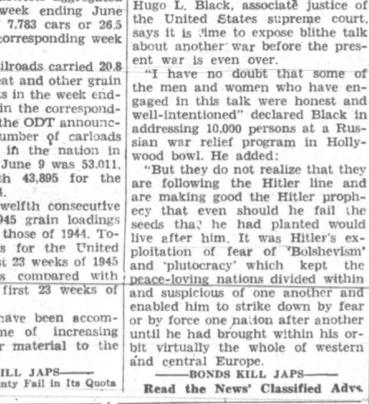 week ending June
7,783 cars or 26.5
corresponding week
railroads carried 20.8
eat and other grain
ts in the week end-
in the correspond-
the ODT announc-
umber of carloads
in the nation in
June 9 was 53,011.
th 43,895 for the
welfth consecutive
945 grain loadings
those of 1944. To-
s for the United
st 23 weeks of 1945
s compared with
first 23 weeks of
have been accom-
me of increasing
r material to the
ILL JAPS
nty Fail in Its Quota
Hugo L. Black, associate justice of
the United States supreme court,
says it is time to expose blithe talk
about another war before the pres-
ent war is even over.
"I have no doubt that some of
the men and women who have en-
gaged in this talk were honest and
well-intentioned" declared Black in
addressing 10,000 persons at a Rus-
sian war relief program in Holly-
wood bowl. He added:
"But they do not realize that they
are following the Hitler line and
are making good the Hitler proph-
ecy that even should he fail the
seeds that he had planted would
live after him. It was Hitler's ex-
ploitation of fear of 'Bolshevism'
and 'plutocracy' which kept the
peace-loving nations divided within
and suspicious of one another and
enabled him to strike down by fear
or by force one nation after another
until he had brought within his or-
bit virtually the whole of western
and central Europe.
BONDS KILL JAPS
Read the News' Classified Advs.